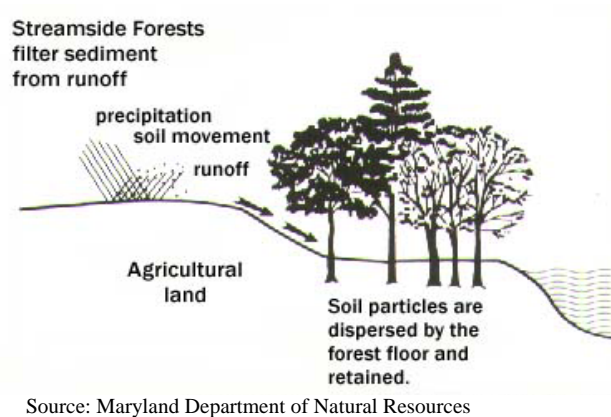 Streamside Forests
filter sediment
from runoff
precipitation
soil movement
runoff
Agricultural
land
Soil particles are
dispersed by the
forest floor and
retained.
Source: Maryland Department of Natural Resources